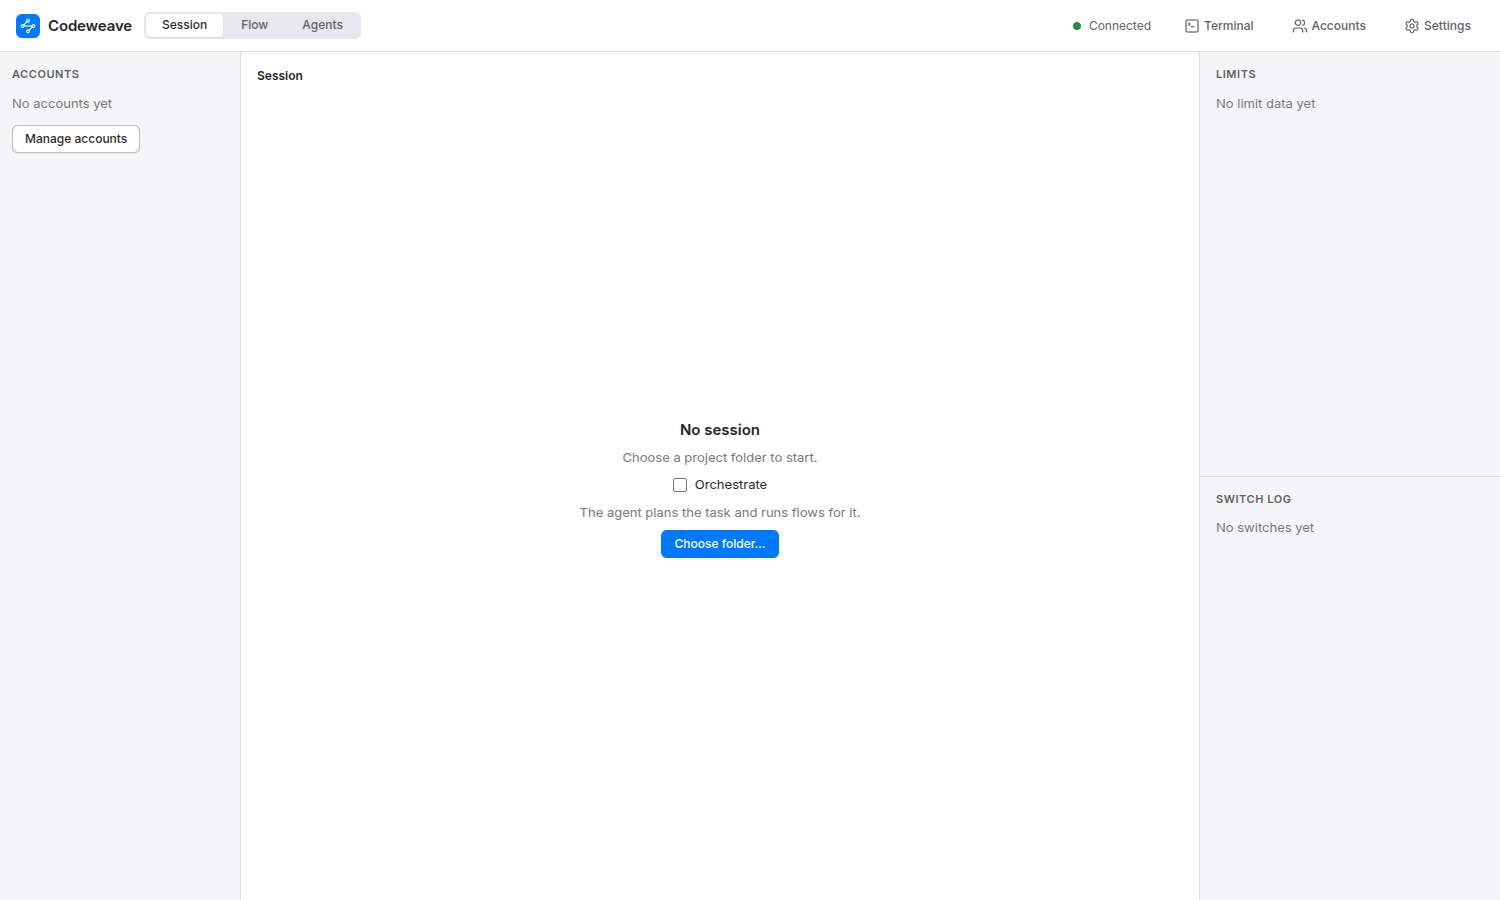 Codeweave
Session
Flow
Agents
Connected
Terminal
Accounts
Settings
ACCOUNTS
No accounts yet
Manage accounts
Session
No session
Choose a project folder to start.
Orchestrate
The agent plans the task and runs flows for it.
Choose folder...
LIMITS
No limit data yet
SWITCH LOG
No switches yet